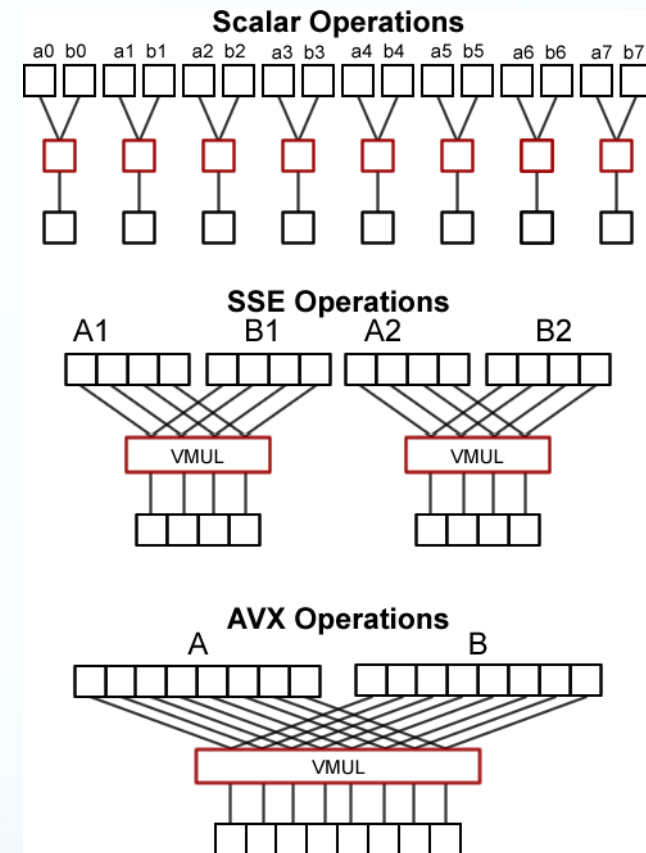 Scalar Operations
a0 b0 a1 b1 a2 b2 a3 b3 a4 b4 a5 b5 a6 b6 a7 b7
SSE Operations
A1 B1 A2 B2
VMUL VMUL
AVX Operations
A B
VMUL